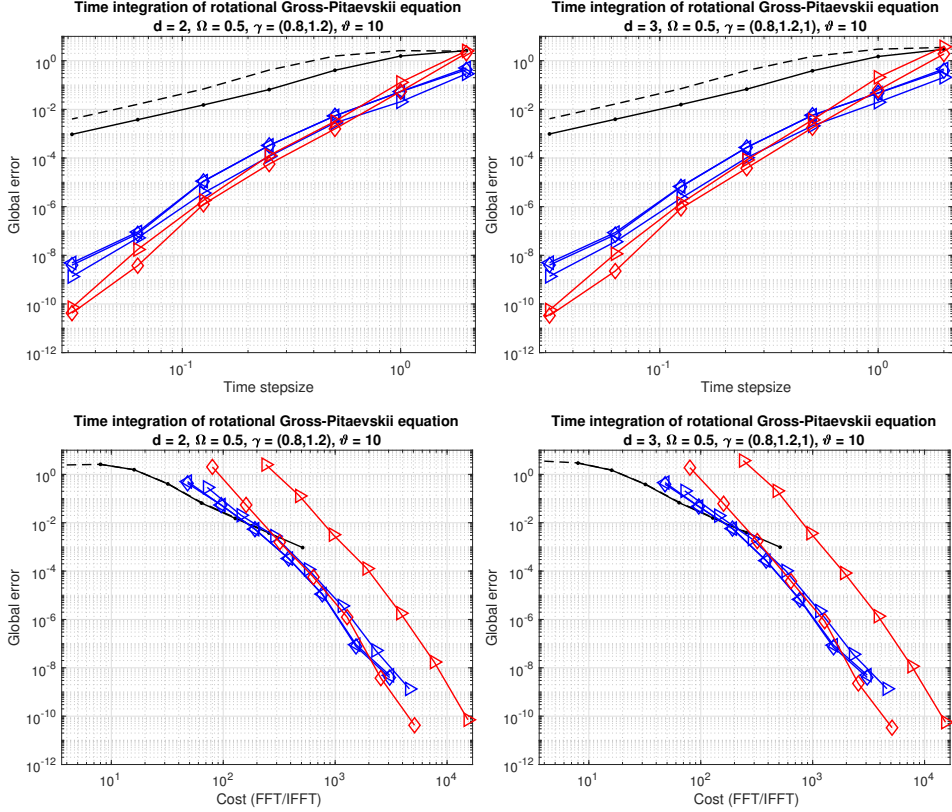 Time integration of rotational Gross-Pitaevskii equation
d = 2, Ω = 0.5, γ = (0.8,1.2), ϑ = 10
Global error
10^0
10^-2
10^-4
10^-6
10^-8
10^-10
10^-12
10^-1
10^0
Time stepsize
Time integration of rotational Gross-Pitaevskii equation
d = 3, Ω = 0.5, γ = (0.8,1.2,1), ϑ = 10
Global error
10^0
10^-2
10^-4
10^-6
10^-8
10^-10
10^-12
10^-1
10^0
Time stepsize
Time integration of rotational Gross-Pitaevskii equation
d = 2, Ω = 0.5, γ = (0.8,1.2), ϑ = 10
Global error
10^0
10^-2
10^-4
10^-6
10^-8
10^-10
10^-12
10^1
10^2
10^3
10^4
Cost (FFT/IFFT)
Time integration of rotational Gross-Pitaevskii equation
d = 3, Ω = 0.5, γ = (0.8,1.2,1), ϑ = 10
Global error
10^0
10^-2
10^-4
10^-6
10^-8
10^-10
10^-12
10^1
10^2
10^3
10^4
Cost (FFT/IFFT)